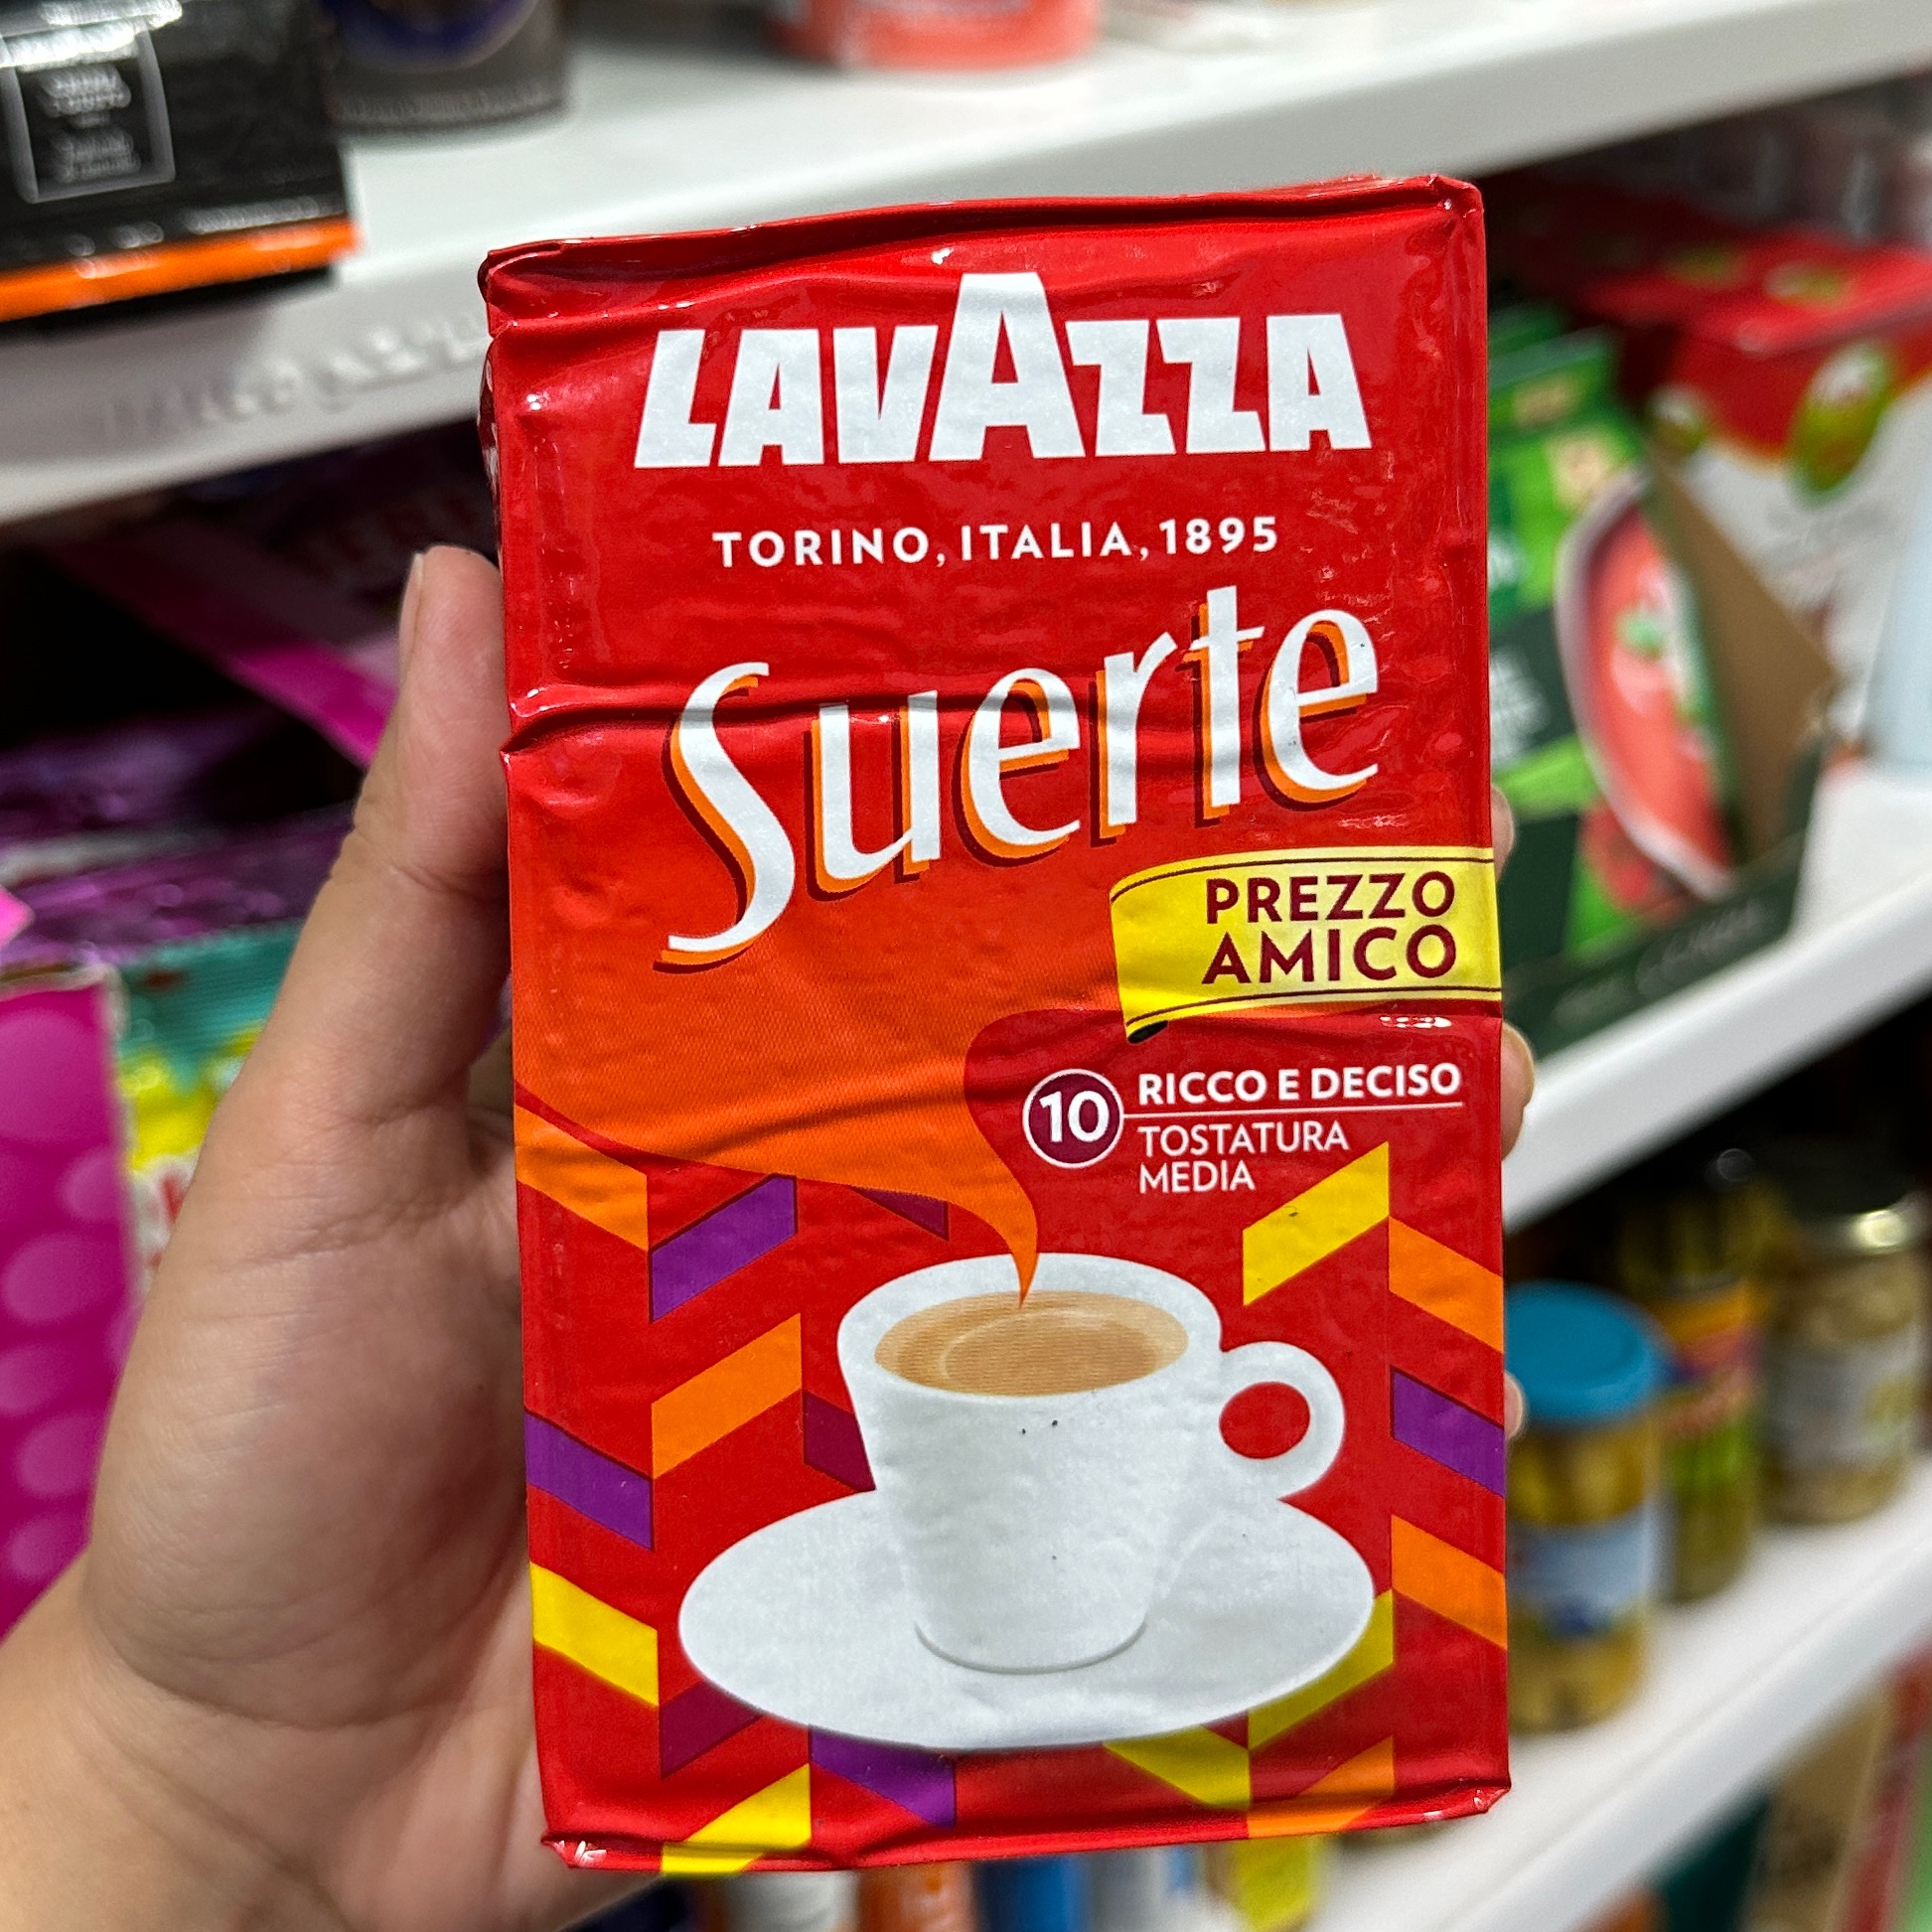 LAVAZZA
TORINO, ITALIA, 1895
Suerte
PREZZO
AMICO
10
RICCO E DECISO
TOSTATURA
MEDIA